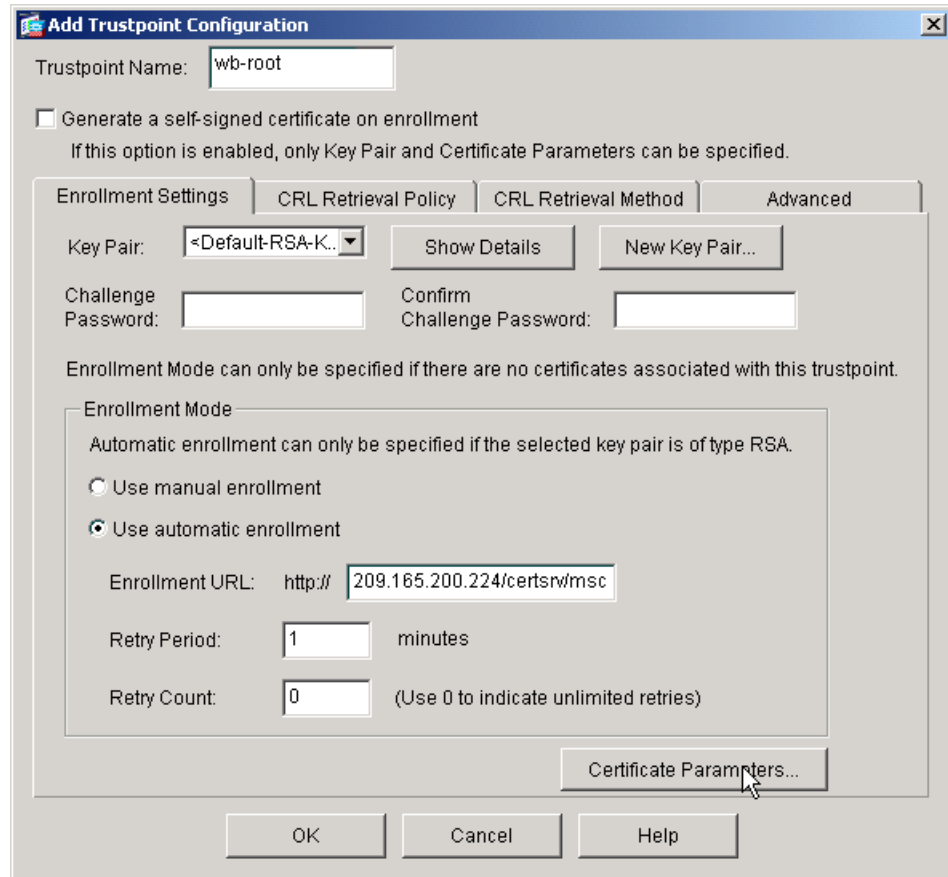 Add Trustpoint Configuration
Trustpoint Name: wb-root
Generate a self-signed certificate on enrollment
If this option is enabled, only Key Pair and Certificate Parameters can be specified.
Enrollment Settings CRL Retrieval Policy CRL Retrieval Method Advanced
Key Pair: <Default-RSA-K.. Show Details New Key Pair...
Challenge Password: Confirm Challenge Password:
Enrollment Mode can only be specified if there are no certificates associated with this trustpoint.
Enrollment Mode
Automatic enrollment can only be specified if the selected key pair is of type RSA.
Use manual enrollment
Use automatic enrollment
Enrollment URL: http:// 209.165.200.224/certsrv/msc
Retry Period: 1 minutes
Retry Count: 0 (Use 0 to indicate unlimited retries)
Certificate Parameters...
OK Cancel Help